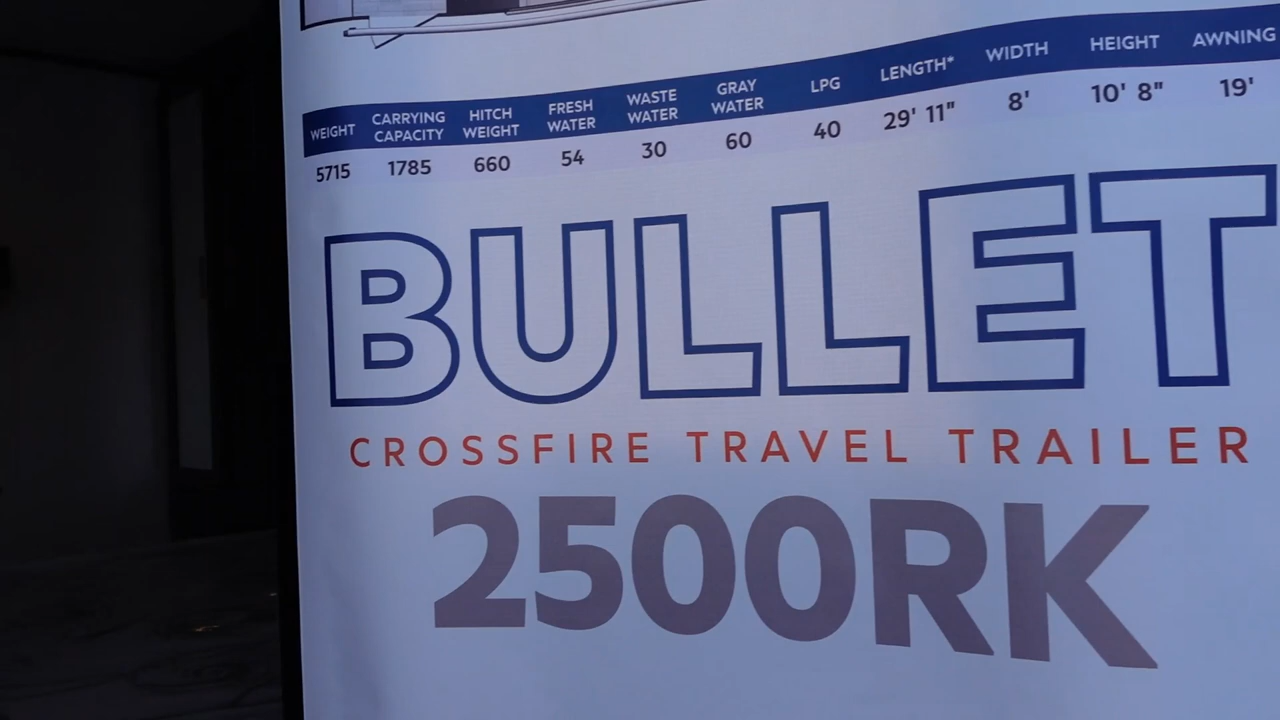 WEIGHT CARRYING CAPACITY HITCH WEIGHT FRESH WATER WASTE WATER GRAY WATER LPG LENGTH* WIDTH HEIGHT AWNING
5715 1785 660 54 30 60 40 29' 11" 8' 10' 8" 19'
BULLET
CROSSFIRE TRAVEL TRAILER
2500RK